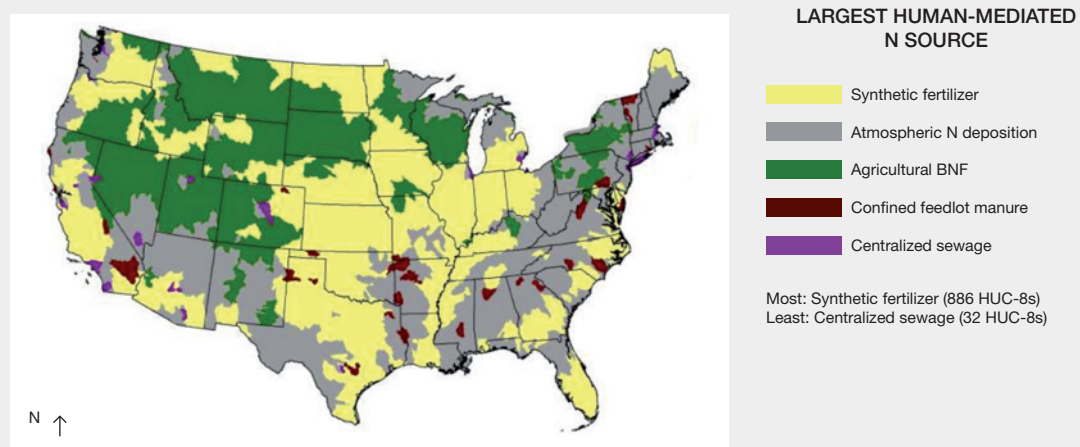 LARGEST HUMAN-MEDIATED
N SOURCE
Synthetic fertilizer
Atmospheric N deposition
Agricultural BNF
Confined feedlot manure
Centralized sewage
Most: Synthetic fertilizer (886 HUC-8s)
Least: Centralized sewage (32 HUC-8s)
N